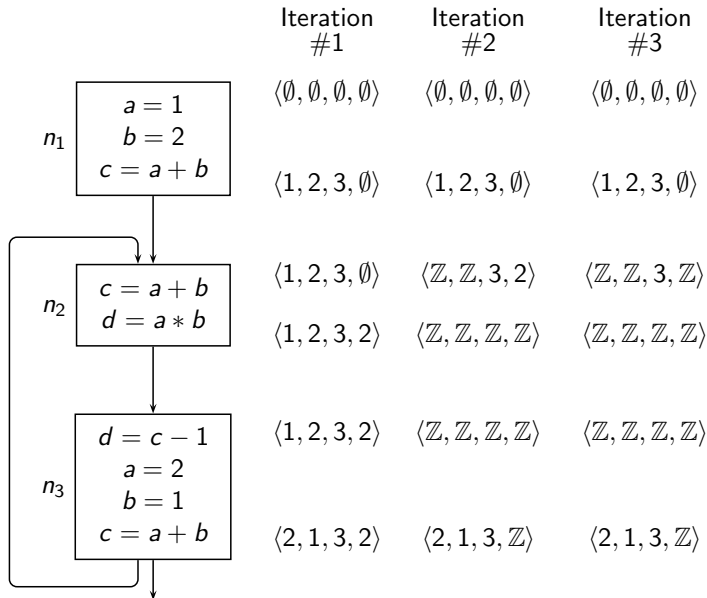 Iteration Iteration Iteration
#1 #2 #3
⟨∅, ∅, ∅, ∅⟩ ⟨∅, ∅, ∅, ∅⟩ ⟨∅, ∅, ∅, ∅⟩
a = 1
b = 2
n₁
c = a + b
⟨1, 2, 3, ∅⟩ ⟨1, 2, 3, ∅⟩ ⟨1, 2, 3, ∅⟩
⟨1, 2, 3, ∅⟩ ⟨ℤ, ℤ, 3, 2⟩ ⟨ℤ, ℤ, 3, ℤ⟩
c = a + b
n₂
d = a ∗ b
⟨1, 2, 3, 2⟩ ⟨ℤ, ℤ, ℤ, ℤ⟩ ⟨ℤ, ℤ, ℤ, ℤ⟩
d = c − 1 ⟨1, 2, 3, 2⟩ ⟨ℤ, ℤ, ℤ, ℤ⟩ ⟨ℤ, ℤ, ℤ, ℤ⟩
a = 2
n₃
b = 1
c = a + b ⟨2, 1, 3, 2⟩ ⟨2, 1, 3, ℤ⟩ ⟨2, 1, 3, ℤ⟩